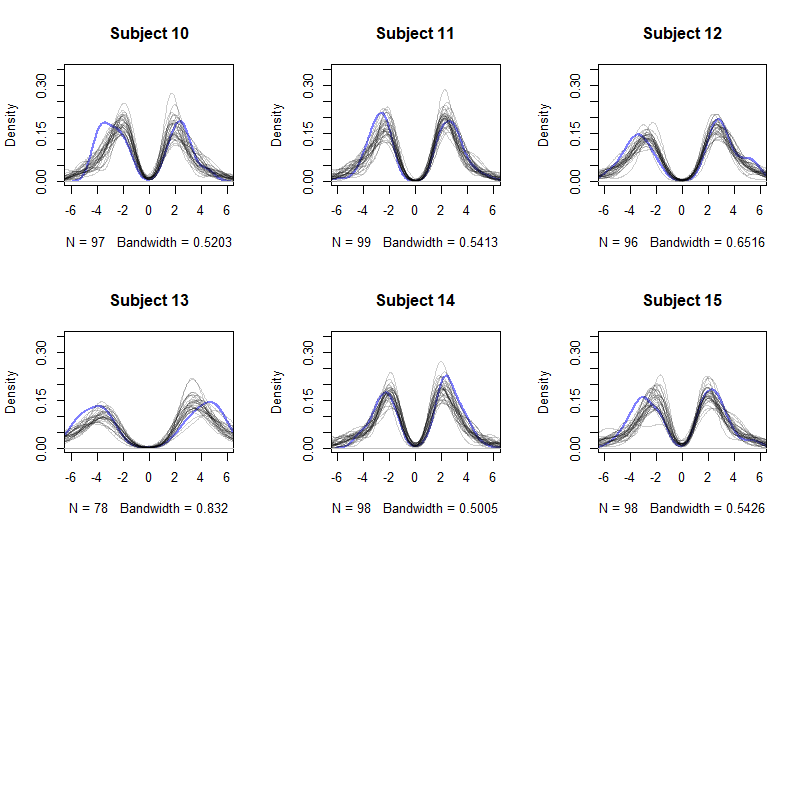 Subject 10 Subject 11 Subject 12
Density Density Density
0.30 0.30 0.30
0.15 0.15 0.15
0.00 0.00 0.00
-6 -4 -2 0 2 4 6 -6 -4 -2 0 2 4 6 -6 -4 -2 0 2 4 6
N = 97 Bandwidth = 0.5203 N = 99 Bandwidth = 0.5413 N = 96 Bandwidth = 0.6516
Subject 13 Subject 14 Subject 15
Density Density Density
0.30 0.30 0.30
0.15 0.15 0.15
0.00 0.00 0.00
-6 -4 -2 0 2 4 6 -6 -4 -2 0 2 4 6 -6 -4 -2 0 2 4 6
N = 78 Bandwidth = 0.832 N = 98 Bandwidth = 0.5005 N = 98 Bandwidth = 0.5426